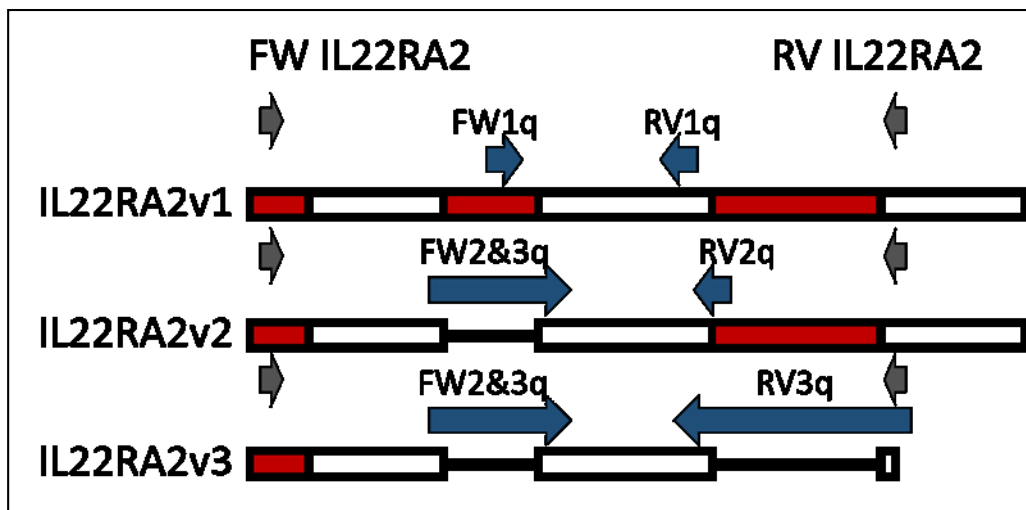 FW IL22RA2 RV IL22RA2
FW1q RV1q
IL22RA2v1
FW2&3q RV2q
IL22RA2v2
FW2&3q RV3q
IL22RA2v3